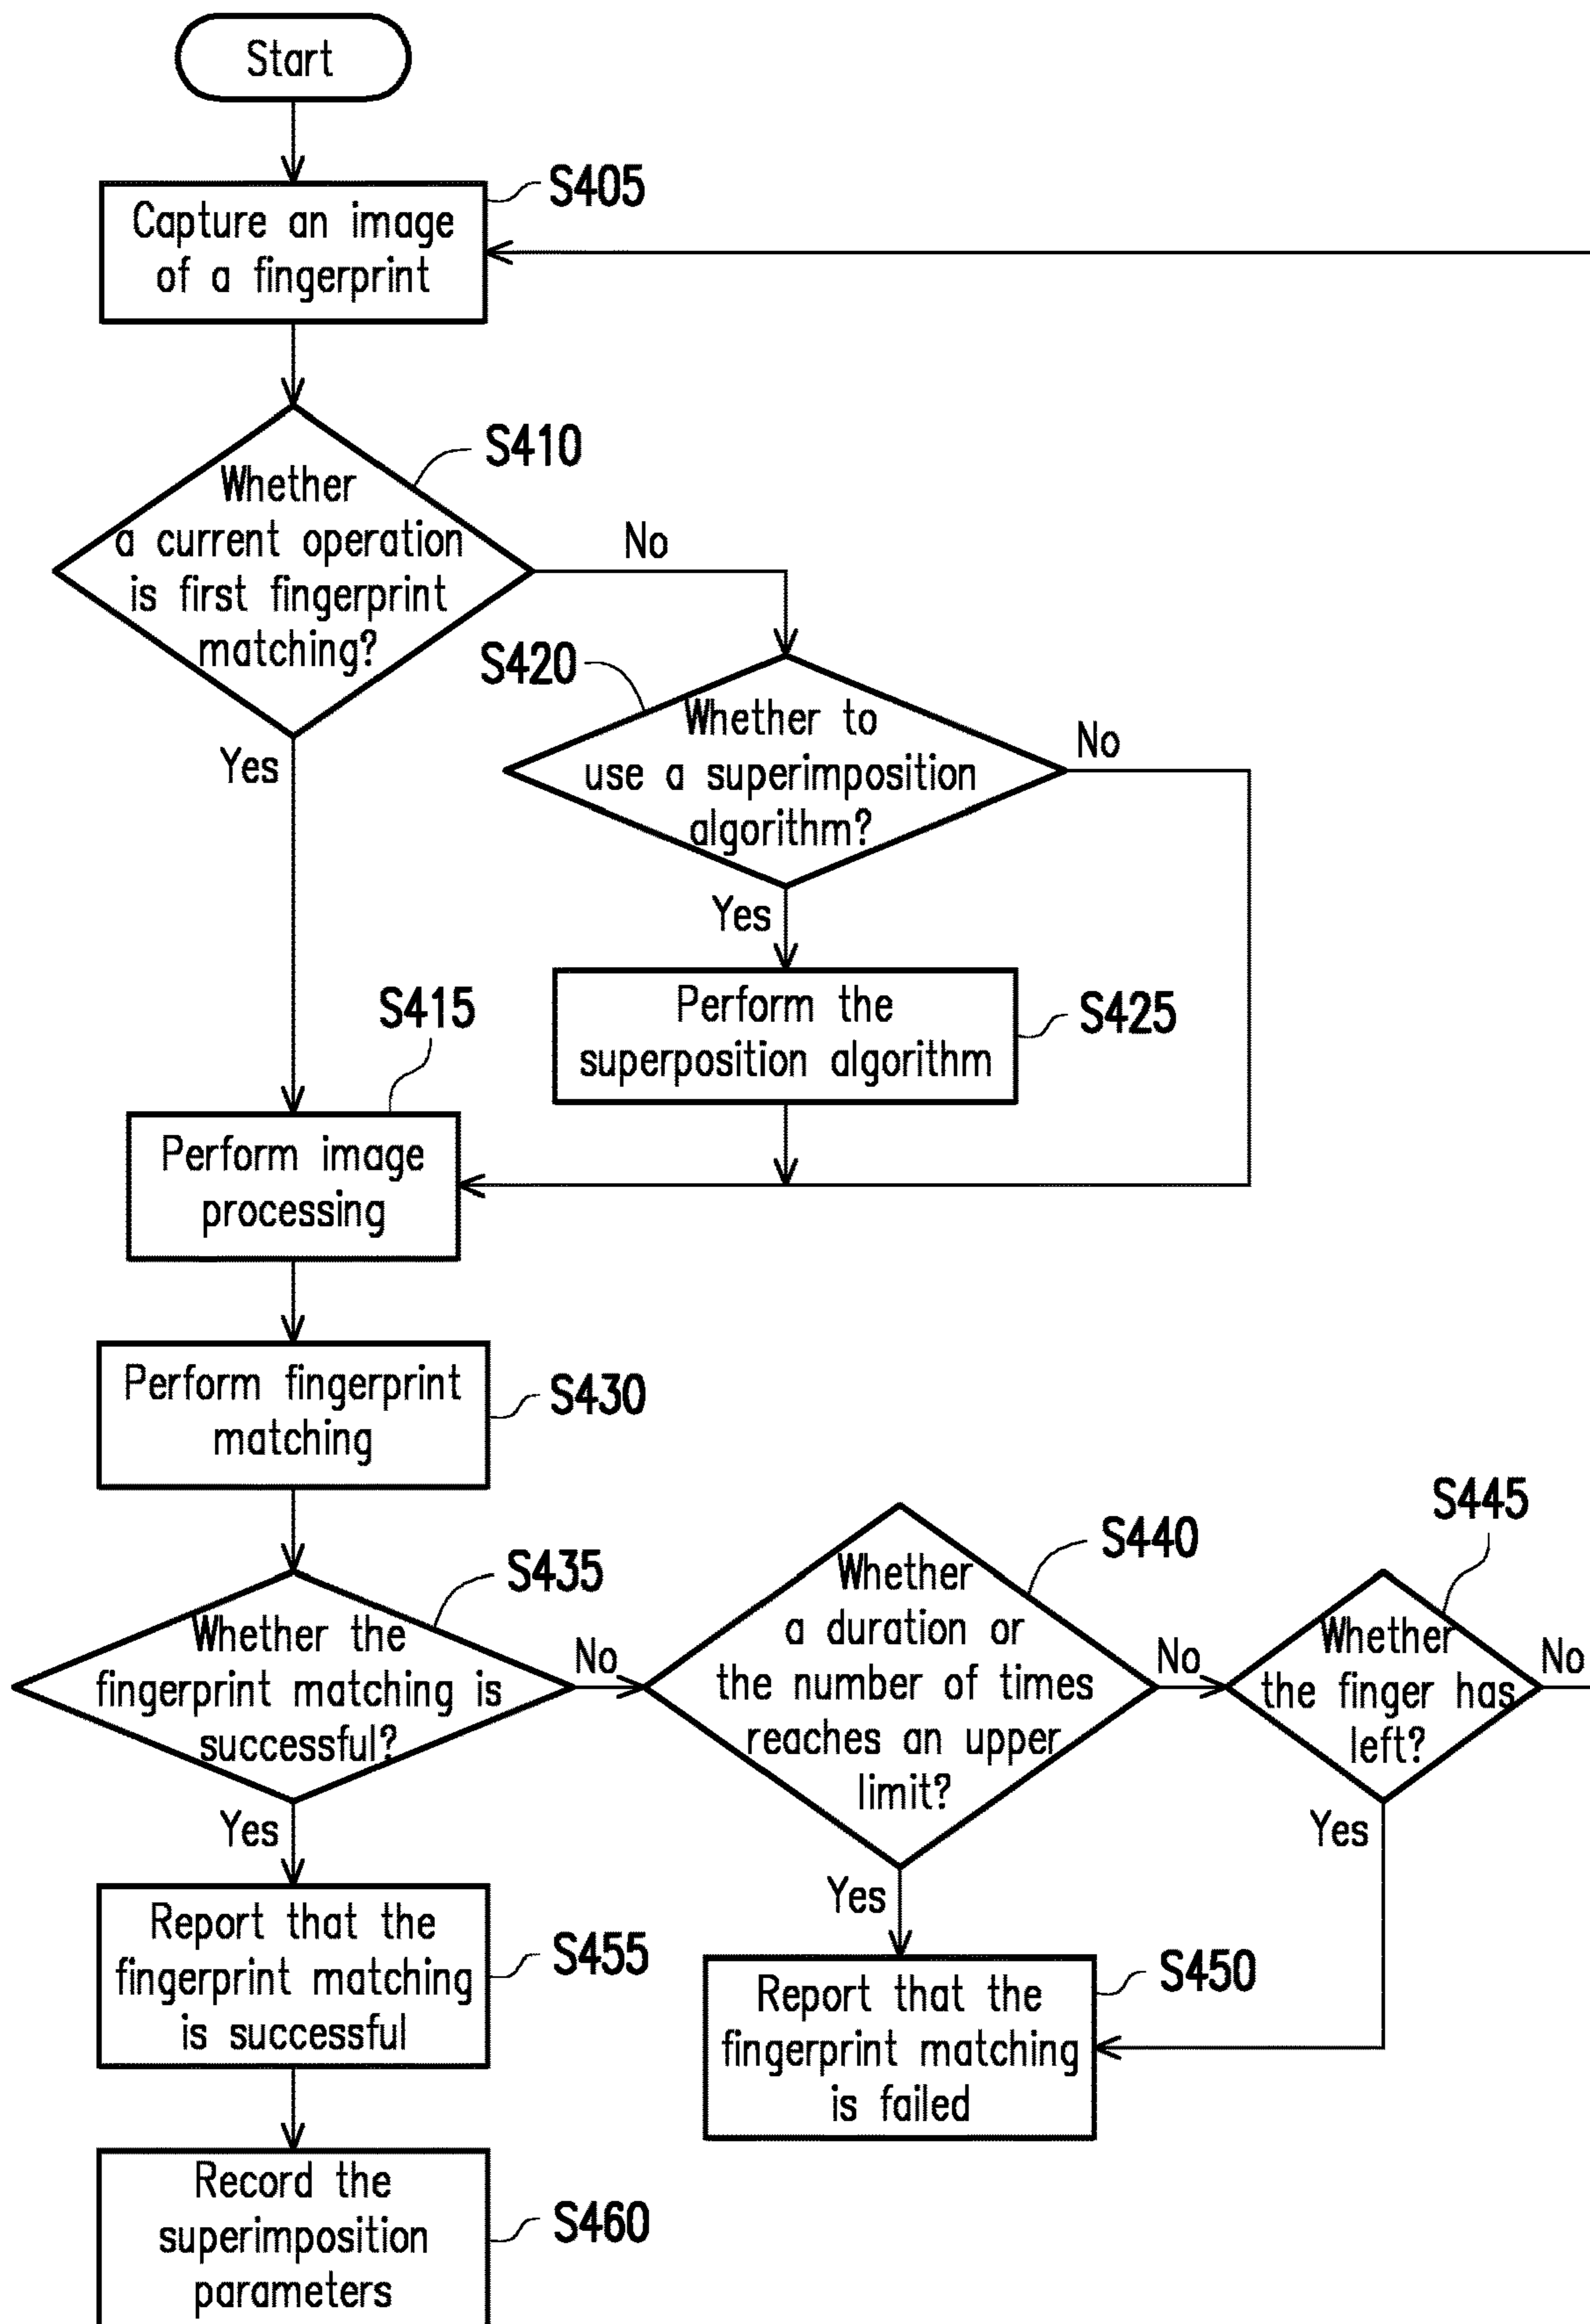 Start
S405
Capture an image
of a fingerprint
S410
Whether
a current operation
is first fingerprint
matching?
No
Yes
S420
Whether to
use a superimposition
algorithm?
No
Yes
S415
Perform the
superposition algorithm
S425
Perform image
processing
Perform fingerprint
matching
S430
S435
Whether the
fingerprint matching is
successful?
No
Yes
S440
Whether
a duration or
the number of times
reaches an upper
limit?
No
Yes
S445
Whether
the finger has
left?
No
Yes
Report that the
fingerprint matching
is successful
S455
Report that the
fingerprint matching
is failed
S450
Record the
superimposition
parameters
S460